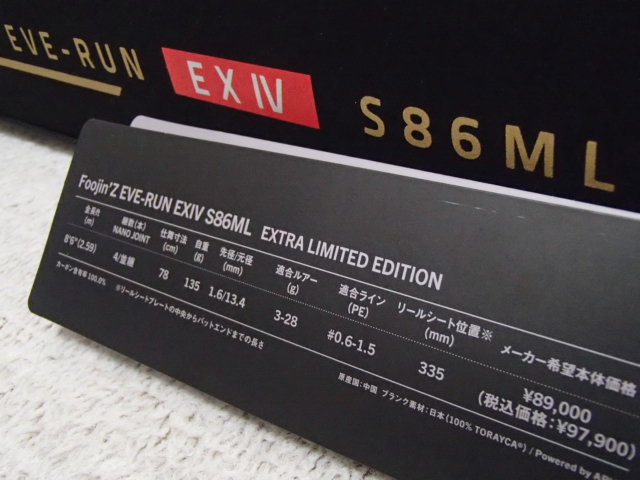 EVE-RUN EX IV S86ML
Foojin'Z EVE-RUN EXIV S86ML EXTRA LIMITED EDITION
全長ft (m) 継数(本) NANO JOINT 仕舞寸法 (cm) 自重 (g) 先径/元径 (mm) 適合ルアー (g) 適合ライン (PE) リールシート位置※ (mm) メーカー希望本体価格
8'6"(2.59) 4/並継 78 135 1.6/13.4 3-28 #0.6-1.5 335 ¥89,000
(税込価格:¥97,900)
カーボン含有率 100.0%
※リールシートプレートの中央からバットエンドまでの長さ
原産国:中国 ブランク素材:日本 (100% TORAYCA®) / Powered by